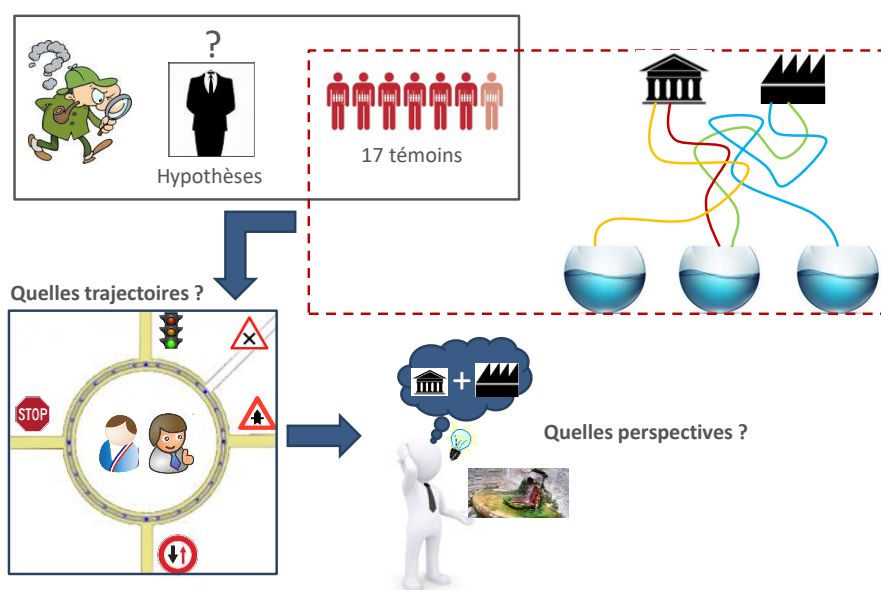 ?
Hypothèses
17 témoins
Quelles trajectoires ?
STOP
+
Quelles perspectives ?